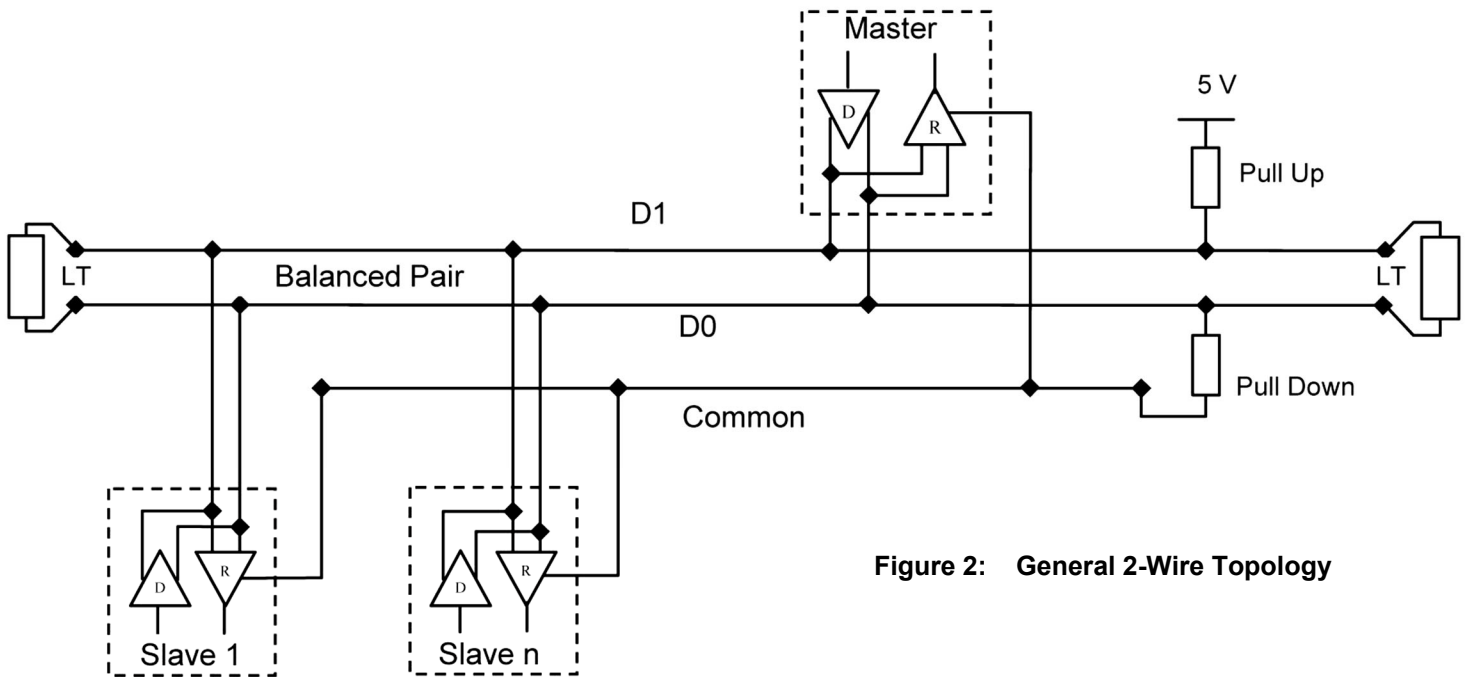 Master
D
R
5 V
Pull Up
D1
LT
Balanced Pair
LT
D0
Pull Down
Common
D
R
Slave 1
D
R
Slave n
Figure 2: General 2-Wire Topology